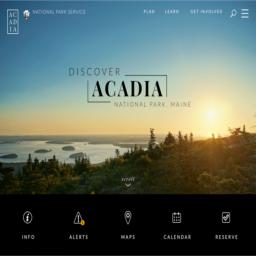 AC
AD
IA
NATIONAL PARK SERVICE
PLAN LEARN GET INVOLVED
DISCOVER
ACADIA
NATIONAL PARK, MAINE
scroll
INFO ALERTS MAPS CALENDAR RESERVE